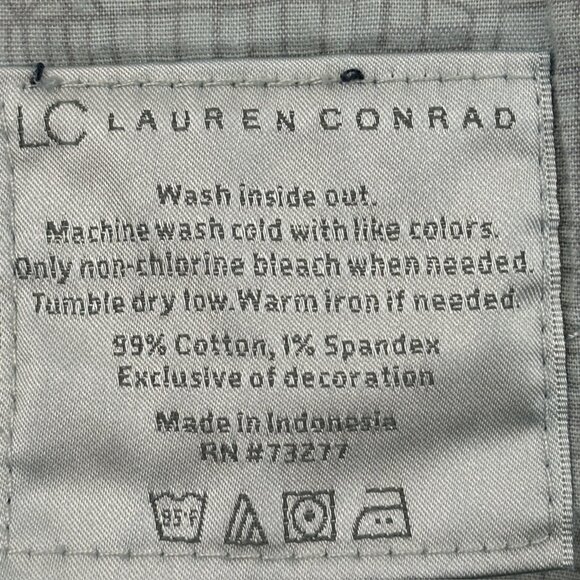 LC LAUREN CONRAD
Wash inside out.
Machine wash cold with like colors.
Only non-chlorine bleach when needed.
Tumble dry low. Warm iron if needed.
99% Cotton, 1% Spandex
Exclusive of decoration
Made in Indonesia
RN #73277
85°F